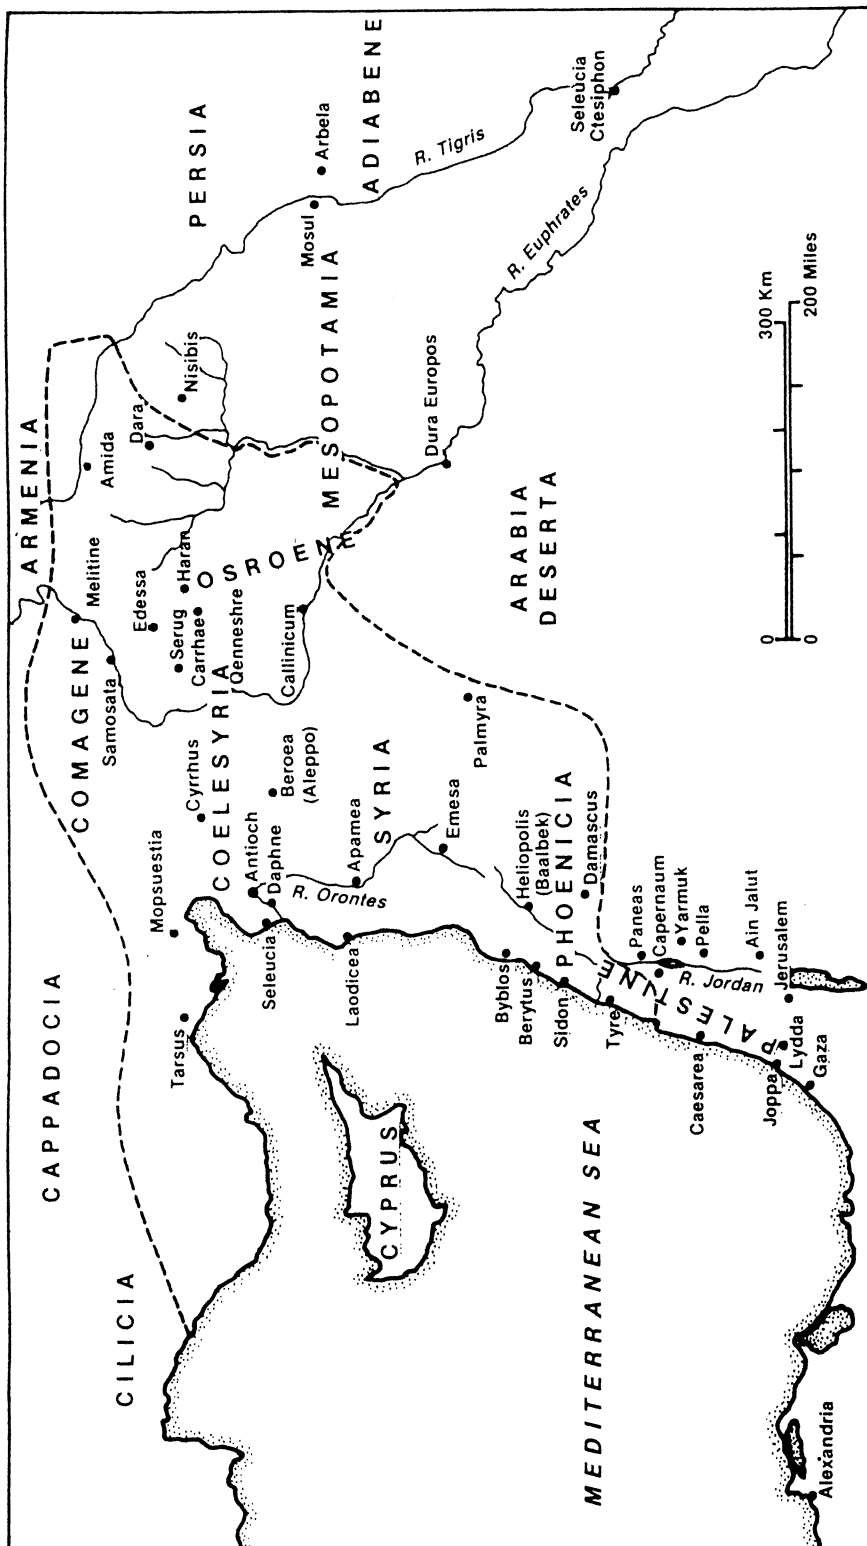 ARMENIA
CAPPADOCIA
CILICIA
COMAGENE
PERSIA
ADIABENE
MESOPOTAMIA
OSROENE
COELESYRIA
SYRIA
PHOENICIA
PALESTINE
ARABIA
DESERTA
CYPRUS
MEDITERRANEAN SEA
Melitine
Samosata
Amida
Dara
Nisibis
Edessa
Serug
Haran
Carrhae
Qenneshre
Callinicum
Mosul
Arbela
R. Tigris
R. Euphrates
Seleucia
Ctesiphon
Dura Europos
Mopsuestia
Tarsus
Cyrrhus
Beroea
(Aleppo)
Antioch
Daphne
Seleucia
R. Orontes
Apamea
Laodicea
Emesa
Palmyra
Heliopolis
(Baalbek)
Damascus
Byblos
Berytus
Sidon
Tyre
Paneas
Capernaum
Yarmuk
Pella
Ain Jalut
R. Jordan
Jerusalem
Caesarea
Joppa
Lydda
Gaza
Alexandria
0 300 Km
0 200 Miles